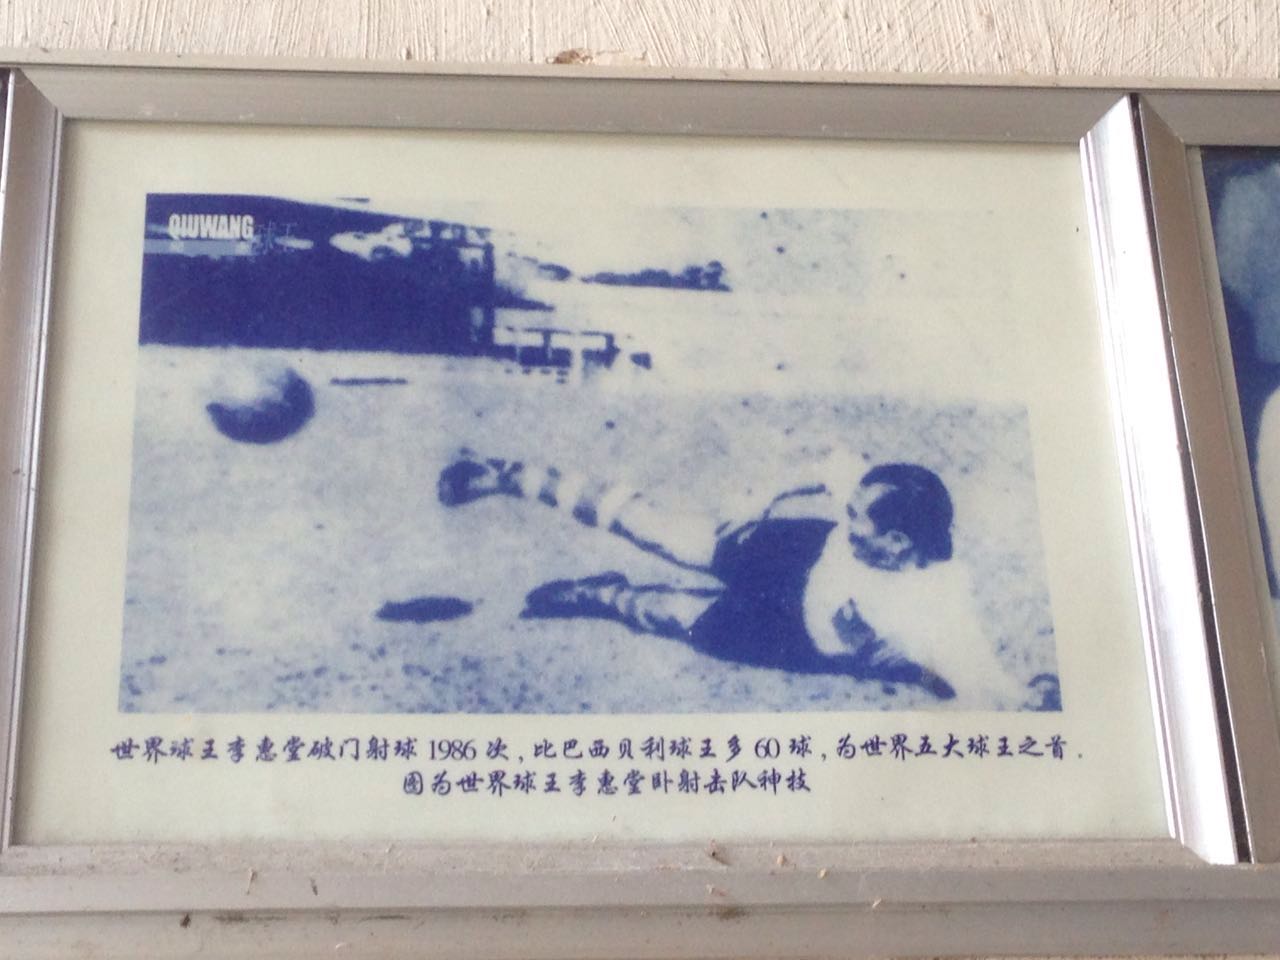 QIUWANG 球王
世界球王李惠堂破门射球1986次，比巴西贝利球王多60球，为世界五大球王之首．
图为世界球王李惠堂卧射击队神技